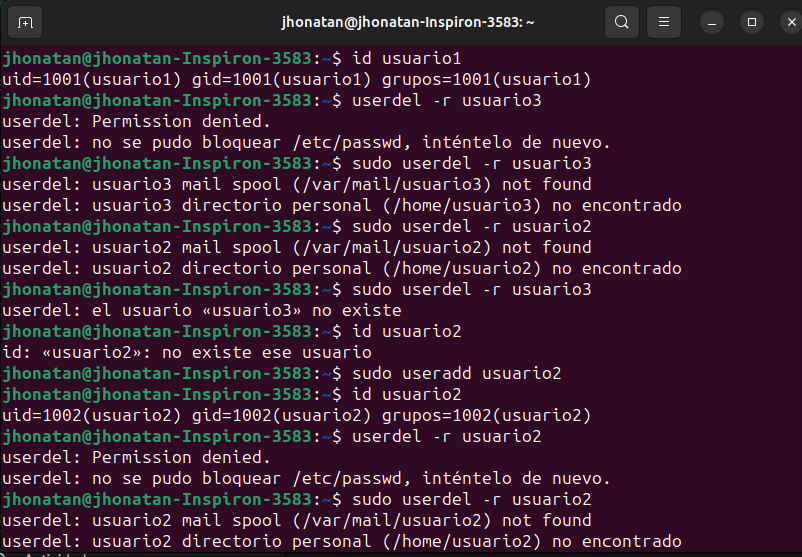 jhonatan@jhonatan-Inspiron-3583: ~
jhonatan@jhonatan-Inspiron-3583:~$ id usuario1
uid=1001(usuario1) gid=1001(usuario1) grupos=1001(usuario1)
jhonatan@jhonatan-Inspiron-3583:~$ userdel -r usuario3
userdel: Permission denied.
userdel: no se pudo bloquear /etc/passwd, inténtelo de nuevo.
jhonatan@jhonatan-Inspiron-3583:~$ sudo userdel -r usuario3
userdel: usuario3 mail spool (/var/mail/usuario3) not found
userdel: usuario3 directorio personal (/home/usuario3) no encontrado
jhonatan@jhonatan-Inspiron-3583:~$ sudo userdel -r usuario2
userdel: usuario2 mail spool (/var/mail/usuario2) not found
userdel: usuario2 directorio personal (/home/usuario2) no encontrado
jhonatan@jhonatan-Inspiron-3583:~$ sudo userdel -r usuario3
userdel: el usuario «usuario3» no existe
jhonatan@jhonatan-Inspiron-3583:~$ id usuario2
id: «usuario2»: no existe ese usuario
jhonatan@jhonatan-Inspiron-3583:~$ sudo useradd usuario2
jhonatan@jhonatan-Inspiron-3583:~$ id usuario2
uid=1002(usuario2) gid=1002(usuario2) grupos=1002(usuario2)
jhonatan@jhonatan-Inspiron-3583:~$ userdel -r usuario2
userdel: Permission denied.
userdel: no se pudo bloquear /etc/passwd, inténtelo de nuevo.
jhonatan@jhonatan-Inspiron-3583:~$ sudo userdel -r usuario2
userdel: usuario2 mail spool (/var/mail/usuario2) not found
userdel: usuario2 directorio personal (/home/usuario2) no encontrado